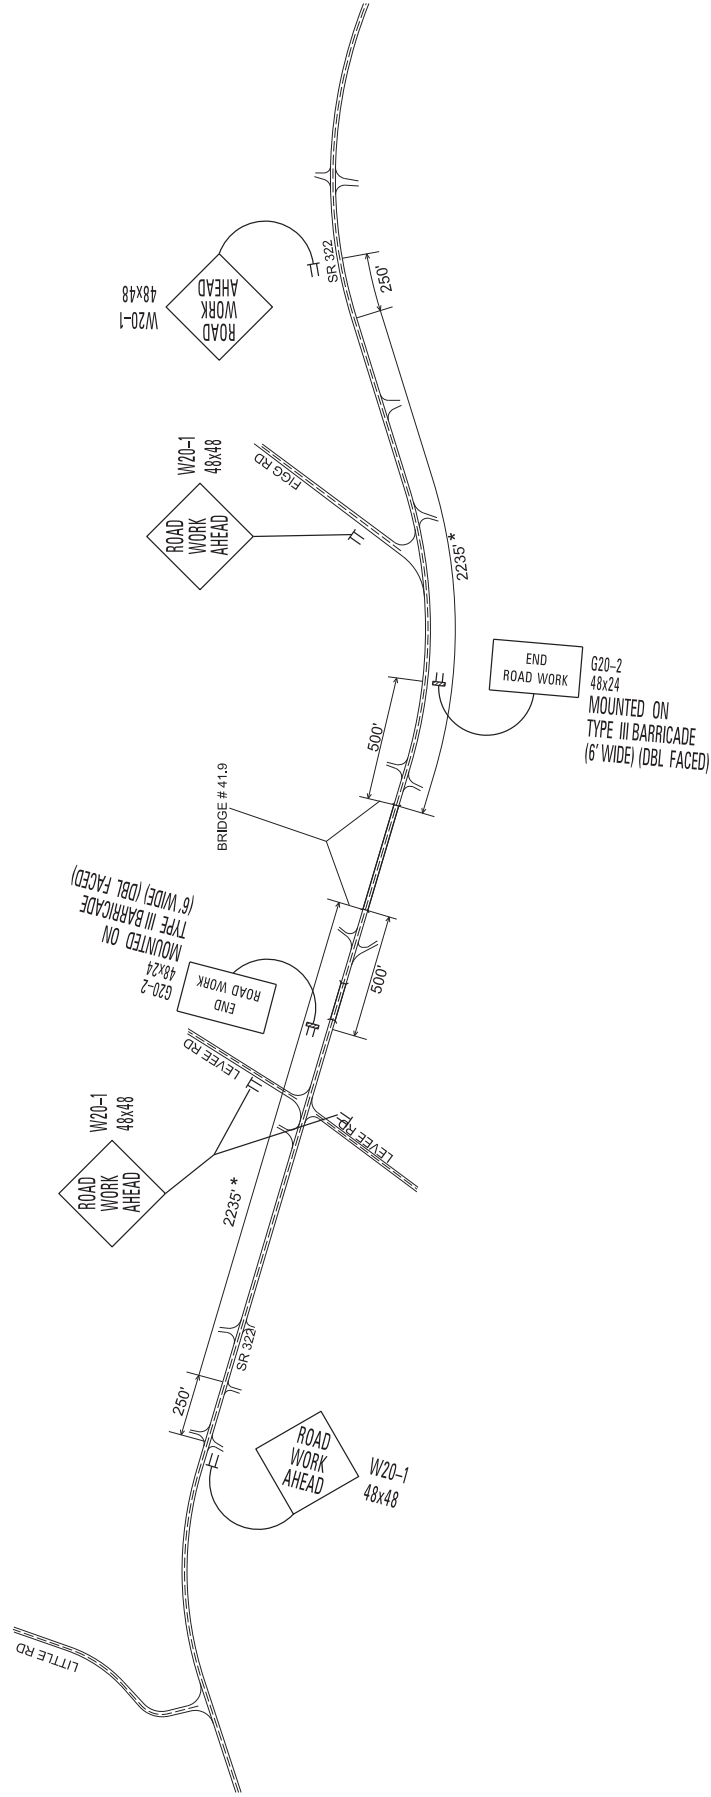 SR 322
W20-1
48x48
ROAD
WORK
AHEAD
250'
W20-1
48x48
FIGG RD
ROAD
WORK
AHEAD
2235' *
END
ROAD WORK
G20-2
48x24
MOUNTED ON
TYPE III BARRICADE
(6' WIDE) (DBL FACED)
500'
BRIDGE # 41.9
G20-2
48x24
MOUNTED ON
TYPE III BARRICADE
(6' WIDE) (DBL FACED)
END
ROAD WORK
500'
LEVEE RD
W20-1
48x48
ROAD
WORK
AHEAD
LEVEE RD
2235' *
SR 322
250'
ROAD
WORK
AHEAD
W20-1
48x48
LITTLE RD